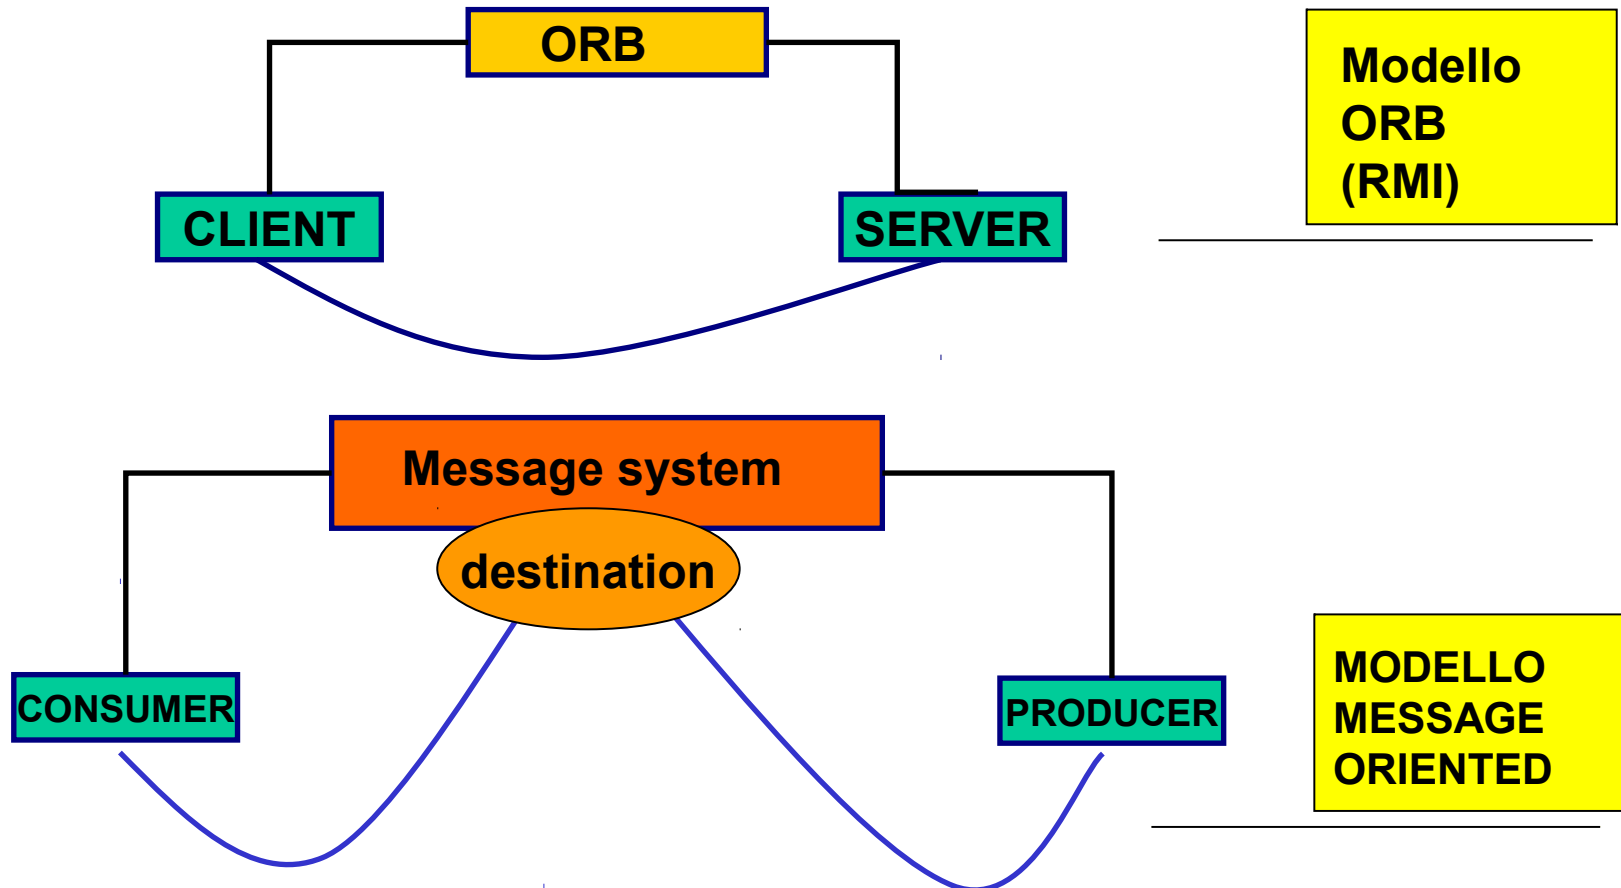 ORB
Modello
ORB
(RMI)
CLIENT
SERVER
Message system
destination
CONSUMER
PRODUCER
MODELLO
MESSAGE
ORIENTED